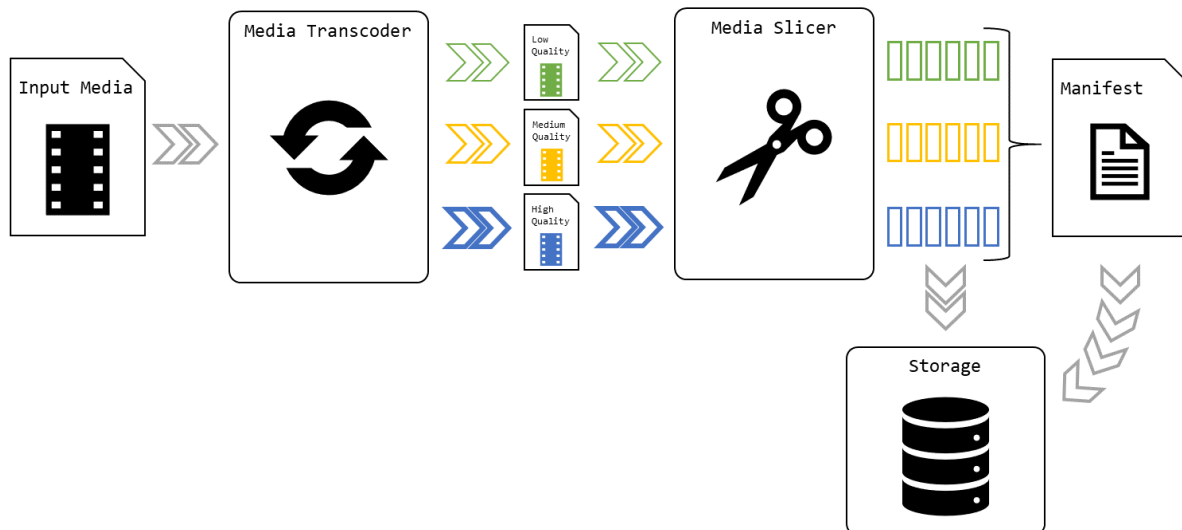 Input Media
Media Transcoder
Low
Quality
Medium
Quality
High
Quality
Media Slicer
Manifest
Storage